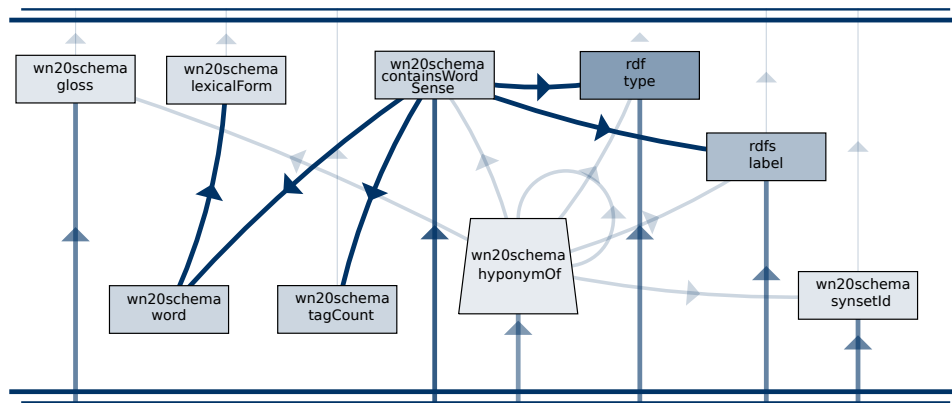 wn20schema
gloss
wn20schema
lexicalForm
wn20schema
containsWord
Sense
rdf
type
rdfs
label
wn20schema
hyponymOf
wn20schema
word
wn20schema
tagCount
wn20schema
synsetId